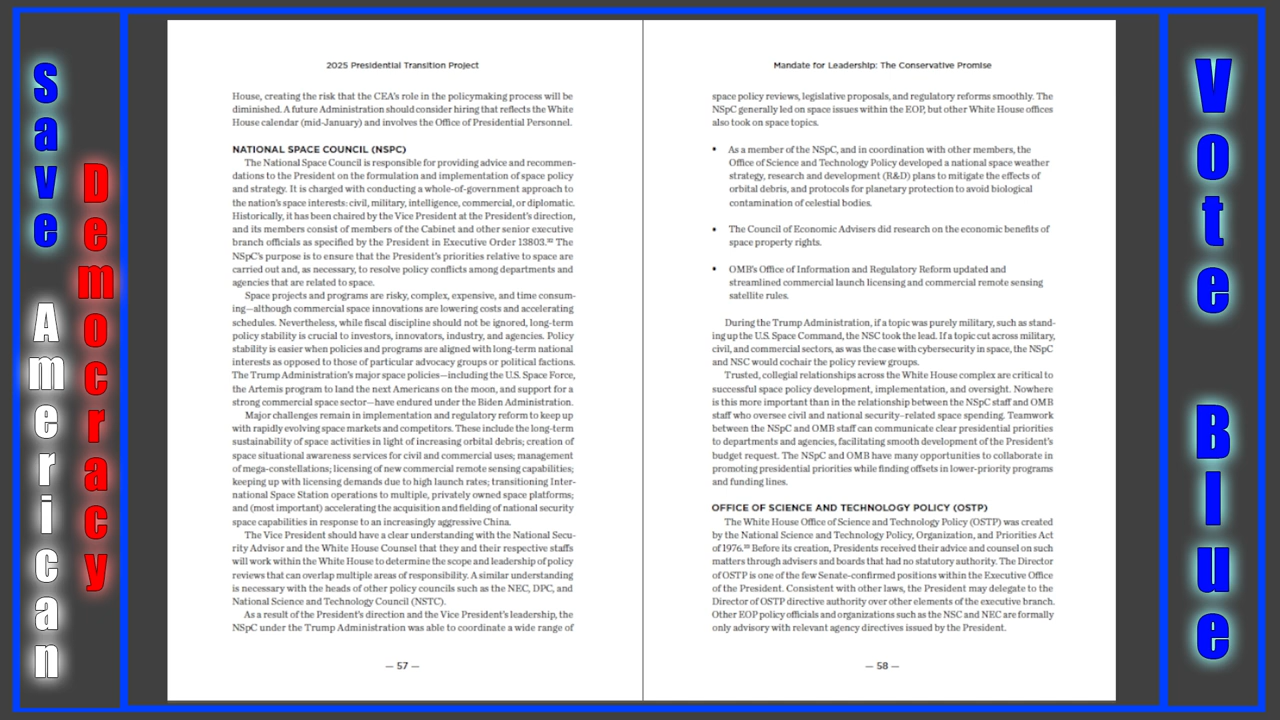 Save American
Democracy
2025 Presidential Transition Project
House, creating the risk that the CEA's role in the policymaking process will be
diminished. A future Administration should consider hiring that reflects the White
House calendar (mid-January) and involves the Office of Presidential Personnel.
NATIONAL SPACE COUNCIL (NSPC)
The National Space Council is responsible for providing advice and recommen-
dations to the President on the formulation and implementation of space policy
and strategy. It is charged with conducting a whole-of-government approach to
the nation's space interests: civil, military, intelligence, commercial, or diplomatic.
Historically, it has been chaired by the Vice President at the President's direction,
and its members consist of members of the Cabinet and other senior executive
branch officials as specified by the President in Executive Order 13803.³² The
NSpC's purpose is to ensure that the President's priorities relative to space are
carried out and, as necessary, to resolve policy conflicts among departments and
agencies that are related to space.
Space projects and programs are risky, complex, expensive, and time consum-
ing—although commercial space innovations are lowering costs and accelerating
schedules. Nevertheless, while fiscal discipline should not be ignored, long-term
policy stability is crucial to investors, innovators, industry, and agencies. Policy
stability is easier when policies and programs are aligned with long-term national
interests as opposed to those of particular advocacy groups or political factions.
The Trump Administration's major space policies—including the U.S. Space Force,
the Artemis program to land the next Americans on the moon, and support for a
strong commercial space sector—have endured under the Biden Administration.
Major challenges remain in implementation and regulatory reform to keep up
with rapidly evolving space markets and competitors. These include the long-term
sustainability of space activities in light of increasing orbital debris; creation of
space situational awareness services for civil and commercial uses; management
of mega-constellations; licensing of new commercial remote sensing capabilities;
keeping up with licensing demands due to high launch rates; transitioning Inter-
national Space Station operations to multiple, privately owned space platforms;
and (most important) accelerating the acquisition and fielding of national security
space capabilities in response to an increasingly aggressive China.
The Vice President should have a clear understanding with the National Secu-
rity Advisor and the White House Counsel that they and their respective staffs
will work within the White House to determine the scope and leadership of policy
reviews that can overlap multiple areas of responsibility. A similar understanding
is necessary with the heads of other policy councils such as the NEC, DPC, and
National Science and Technology Council (NSTC).
As a result of the President's direction and the Vice President's leadership, the
NSpC under the Trump Administration was able to coordinate a wide range of
— 57 —
Mandate for Leadership: The Conservative Promise
space policy reviews, legislative proposals, and regulatory reforms smoothly. The
NSpC generally led on space issues within the EOP, but other White House offices
also took on space topics.
• As a member of the NSpC, and in coordination with other members, the
Office of Science and Technology Policy developed a national space weather
strategy, research and development (R&D) plans to mitigate the effects of
orbital debris, and protocols for planetary protection to avoid biological
contamination of celestial bodies.
• The Council of Economic Advisers did research on the economic benefits of
space property rights.
• OMB's Office of Information and Regulatory Reform updated and
streamlined commercial launch licensing and commercial remote sensing
satellite rules.
During the Trump Administration, if a topic was purely military, such as stand-
ing up the U.S. Space Command, the NSC took the lead. If a topic cut across military,
civil, and commercial sectors, as was the case with cybersecurity in space, the NSpC
and NSC would cochair the policy review groups.
Trusted, collegial relationships across the White House complex are critical to
successful space policy development, implementation, and oversight. Nowhere
is this more important than in the relationship between the NSpC staff and OMB
staff who oversee civil and national security–related space spending. Teamwork
between the NSpC and OMB staff can communicate clear presidential priorities
to departments and agencies, facilitating smooth development of the President's
budget request. The NSpC and OMB have many opportunities to collaborate in
promoting presidential priorities while finding offsets in lower-priority programs
and funding lines.
OFFICE OF SCIENCE AND TECHNOLOGY POLICY (OSTP)
The White House Office of Science and Technology Policy (OSTP) was created
by the National Science and Technology Policy, Organization, and Priorities Act
of 1976.³³ Before its creation, Presidents received their advice and counsel on such
matters through advisers and boards that had no statutory authority. The Director
of OSTP is one of the few Senate-confirmed positions within the Executive Office
of the President. Consistent with other laws, the President may delegate to the
Director of OSTP directive authority over other elements of the executive branch.
Other EOP policy officials and organizations such as the NSC and NEC are formally
only advisory with relevant agency directives issued by the President.
— 58 —
Vote Blue